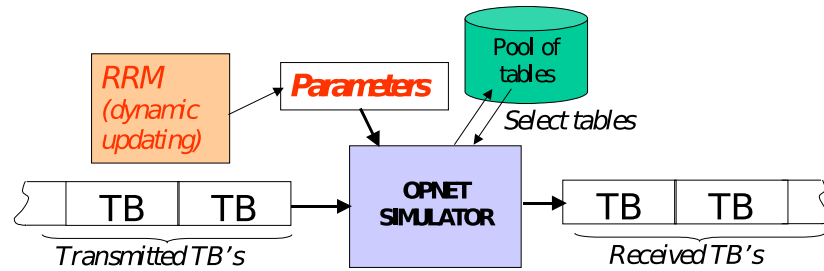 RRM
(dynamic
updating)
Parameters
Pool of
tables
Select tables
OPNET
SIMULATOR
TB TB
Transmitted TB's
TB TB
Received TB's